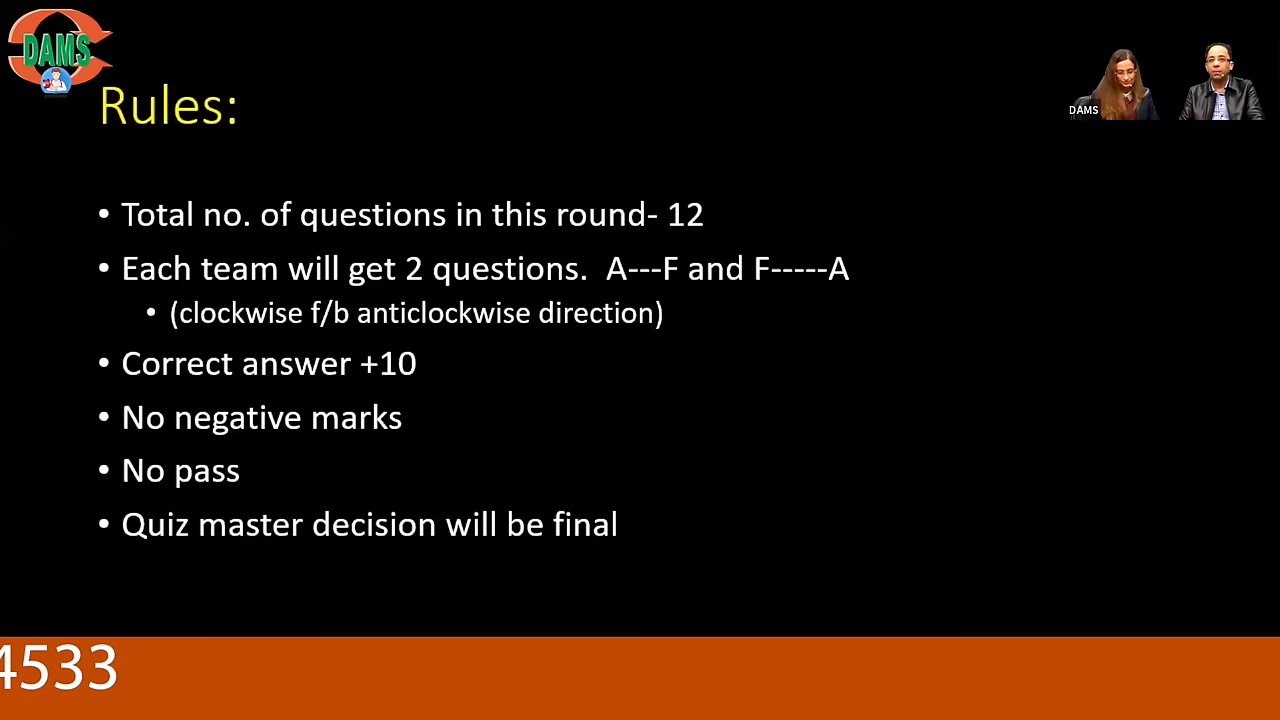 DAMS
Rules:
DAMS
• Total no. of questions in this round- 12
• Each team will get 2 questions.  A---F and F-----A
• (clockwise f/b anticlockwise direction)
• Correct answer +10
• No negative marks
• No pass
• Quiz master decision will be final
4533